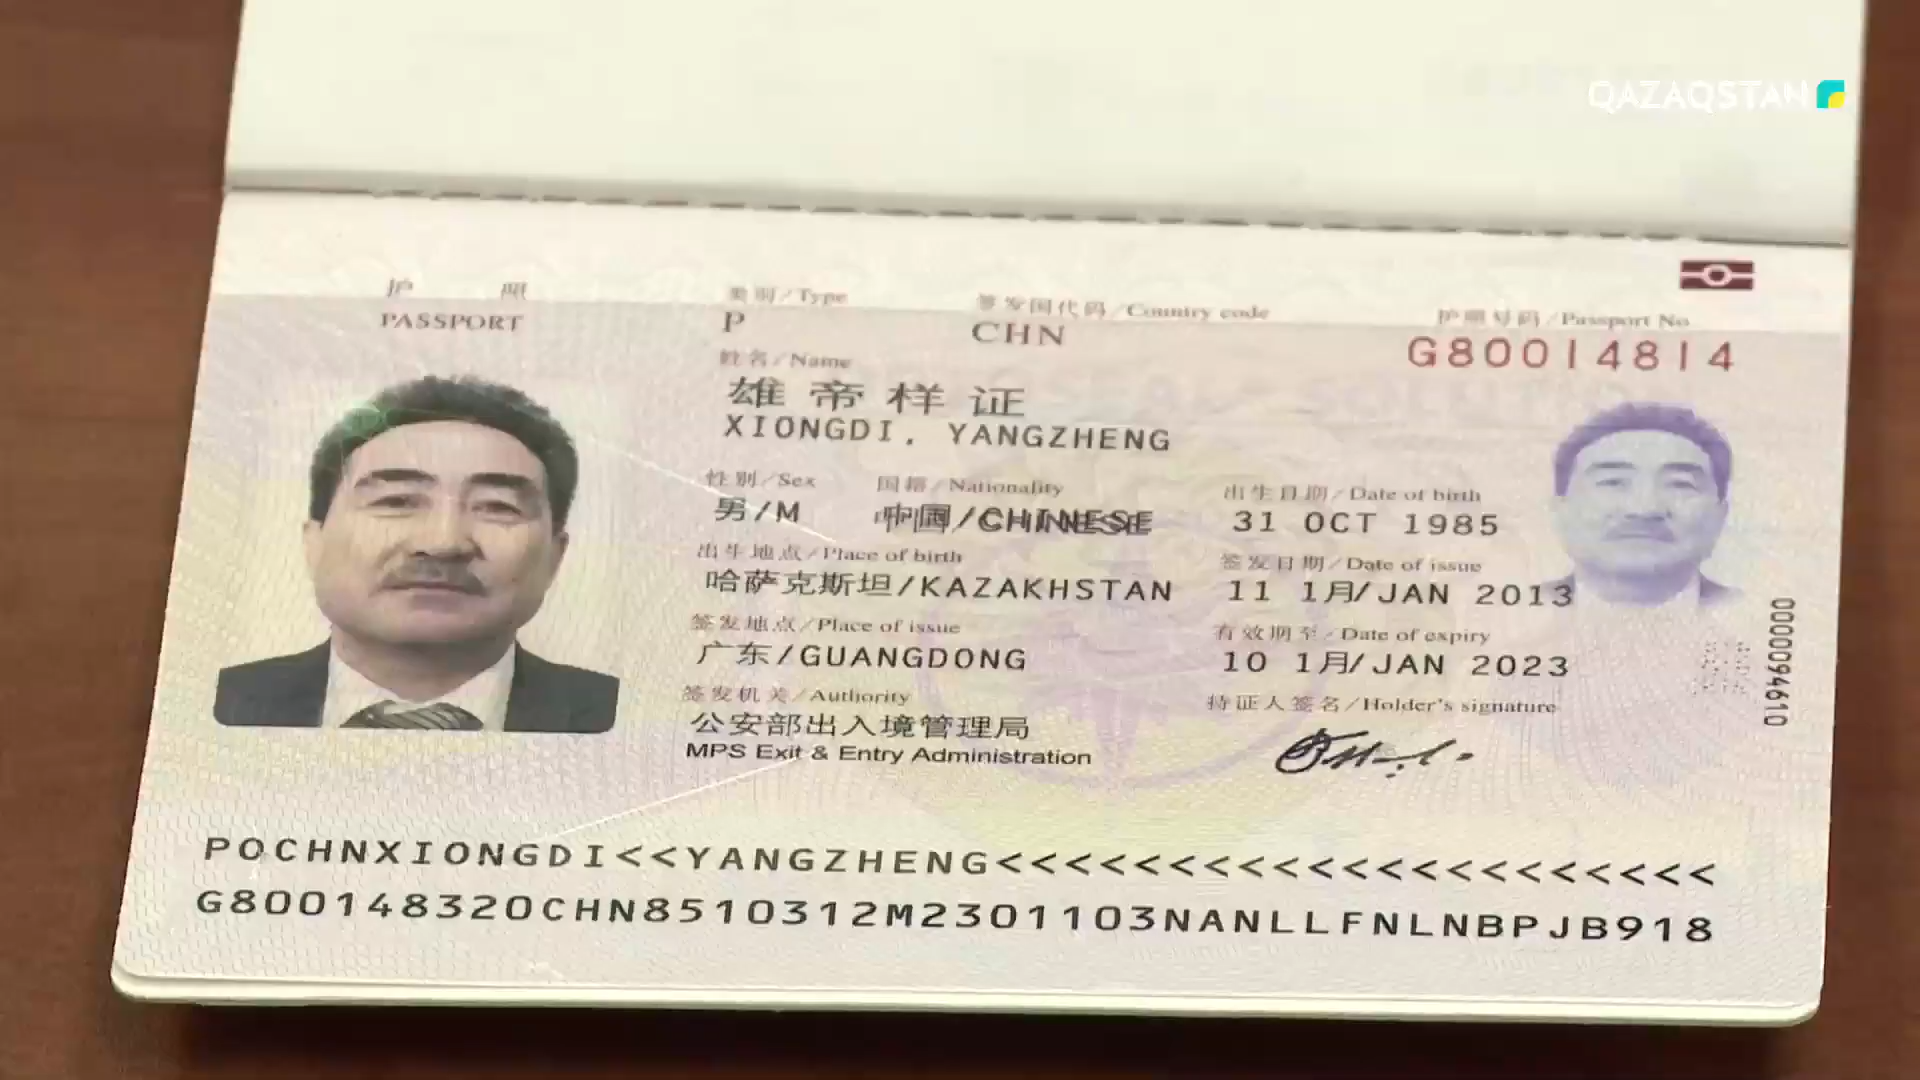 QAZAQSTAN
护 照
PASSPORT
类别/Type
P
签发国代码/Country code
CHN
护照号码/Passport No
G80014814
姓名/Name
雄帝样证
XIONGDI, YANGZHENG
性别/Sex
男/M
国籍/Nationality
中国/CHINESE
出生日期/Date of birth
31 OCT 1985
出生地点/Place of birth
哈萨克斯坦/KAZAKHSTAN
签发日期/Date of issue
11 1月/JAN 2013
签发地点/Place of issue
广东/GUANGDONG
有效期至/Date of expiry
10 1月/JAN 2023
签发机关/Authority
公安部出入境管理局
MPS Exit & Entry Administration
持证人签名/Holder's signature
0000094610
POCHNXIONGDI<<YANGZHENG<<<<<<<<<<<<<<<<<<<
G800148320CHN8510312M2301103NANLLFNLNBPJB918